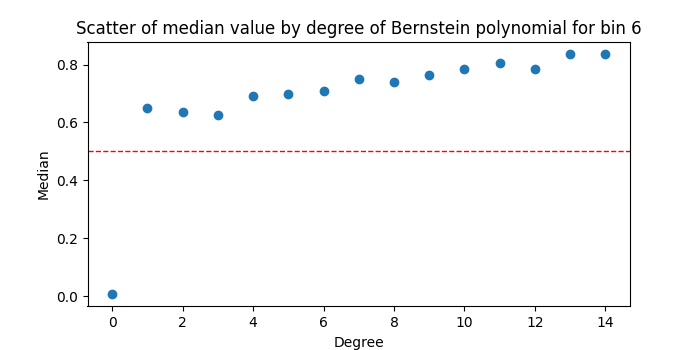 Scatter of median value by degree of Bernstein polynomial for bin 6
0.8
0.6
0.4
0.2
0.0
Median
0 2 4 6 8 10 12 14
Degree